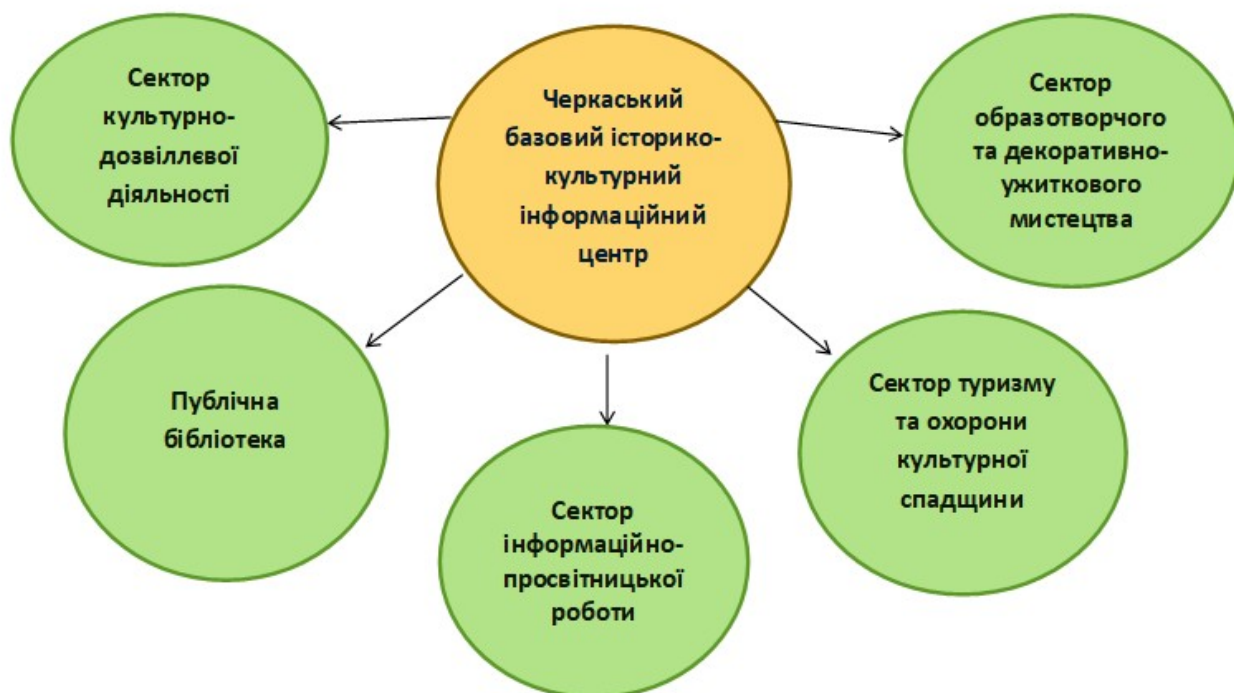 Сектор
культурно-
дозвіллєвої
діяльності
Черкаський
базовий історико-
культурний
інформаційний
центр
Сектор
образотворчого
та декоративно-
ужиткового
мистецтва
Публічна
бібліотека
Сектор
інформаційно-
просвітницької
роботи
Сектор туризму
та охорони
культурної
спадщини